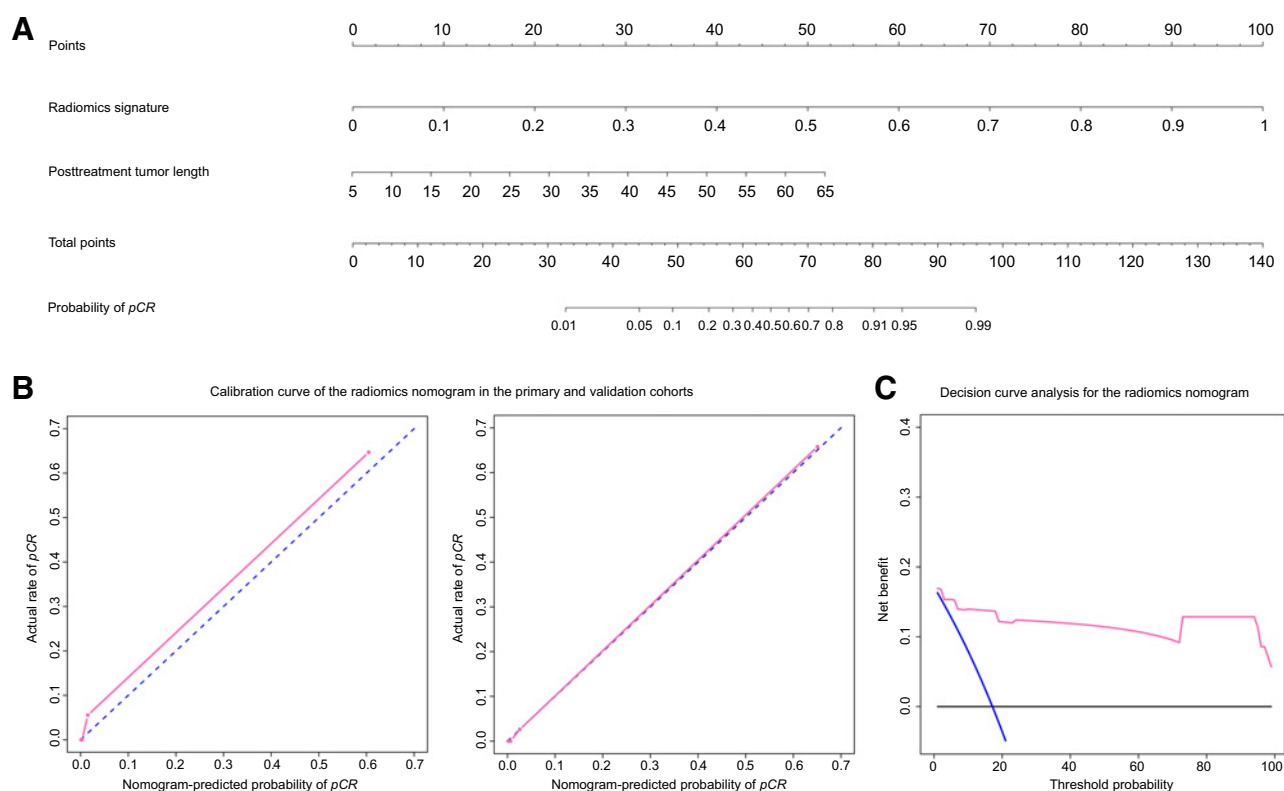 A
Points
0 10 20 30 40 50 60 70 80 90 100
Radiomics signature
0 0.1 0.2 0.3 0.4 0.5 0.6 0.7 0.8 0.9 1
Posttreatment tumor length
5 10 15 20 25 30 35 40 45 50 55 60 65
Total points
0 10 20 30 40 50 60 70 80 90 100 110 120 130 140
Probability of pCR
0.01 0.05 0.1 0.2 0.3 0.4 0.5 0.6 0.7 0.8 0.91 0.95 0.99
B
Calibration curve of the radiomics nomogram in the primary and validation cohorts
Actual rate of pCR
0.7
0.6
0.5
0.4
0.3
0.2
0.1
0.0
0.0 0.1 0.2 0.3 0.4 0.5 0.6 0.7
Nomogram-predicted probability of pCR
Actual rate of pCR
0.7
0.6
0.5
0.4
0.3
0.2
0.1
0.0
0.0 0.1 0.2 0.3 0.4 0.5 0.6 0.7
Nomogram-predicted probability of pCR
C
Decision curve analysis for the radiomics nomogram
Net benefit
0.4
0.3
0.2
0.1
0.0
0 20 40 60 80 100
Threshold probability